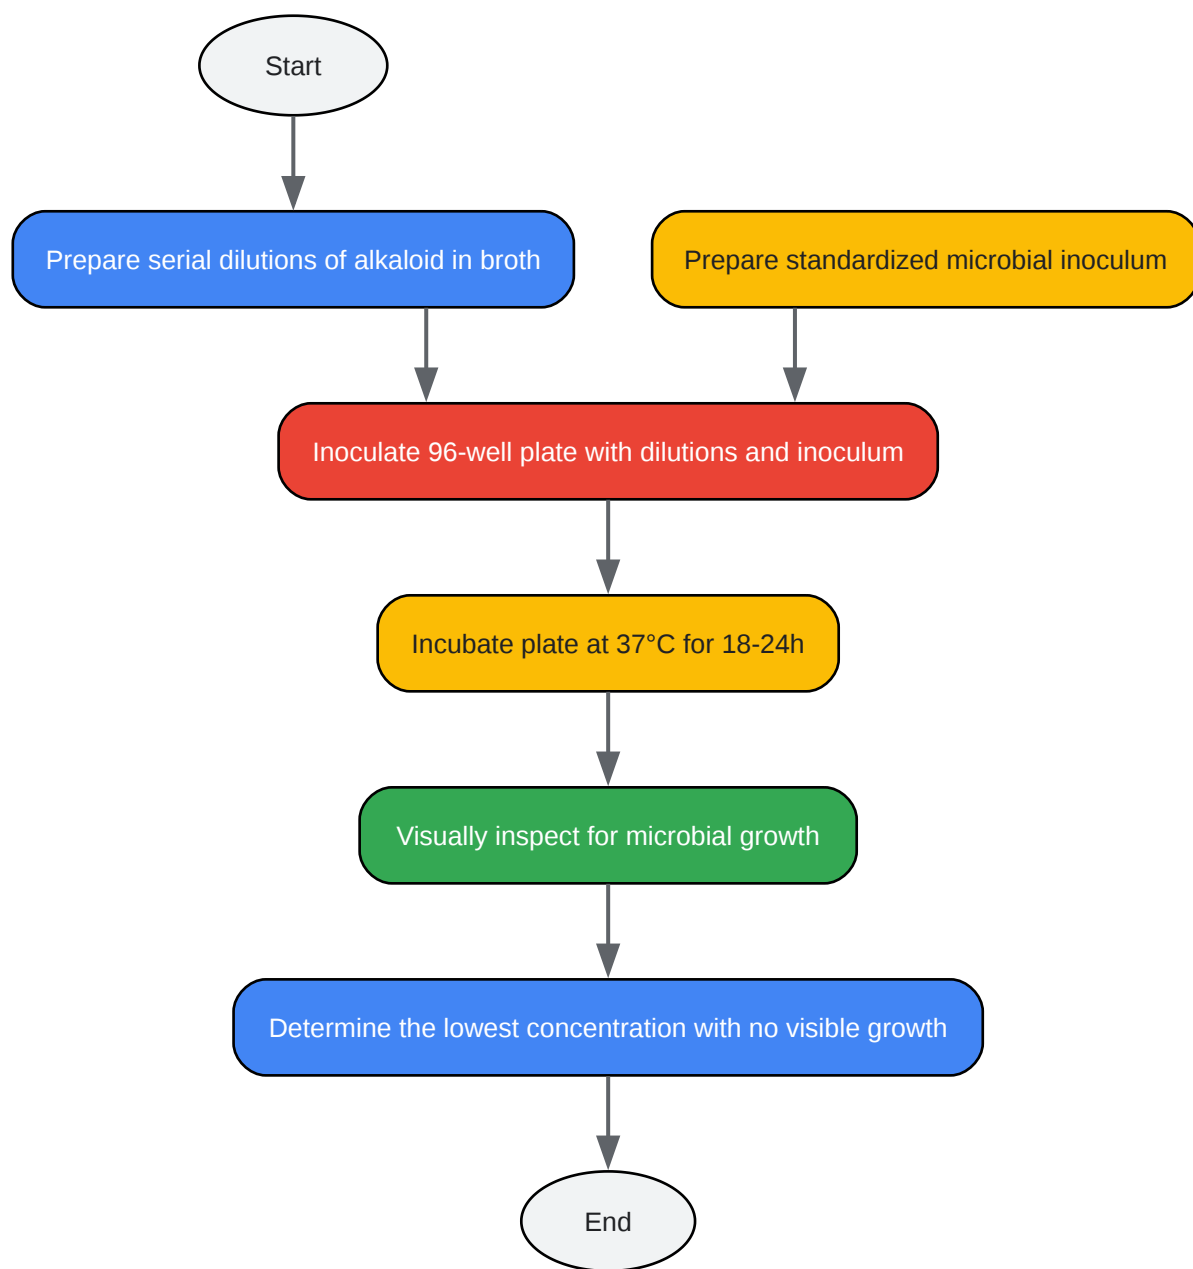 Start
Prepare serial dilutions of alkaloid in broth
Prepare standardized microbial inoculum
Inoculate 96-well plate with dilutions and inoculum
Incubate plate at 37°C for 18-24h
Visually inspect for microbial growth
Determine the lowest concentration with no visible growth
End